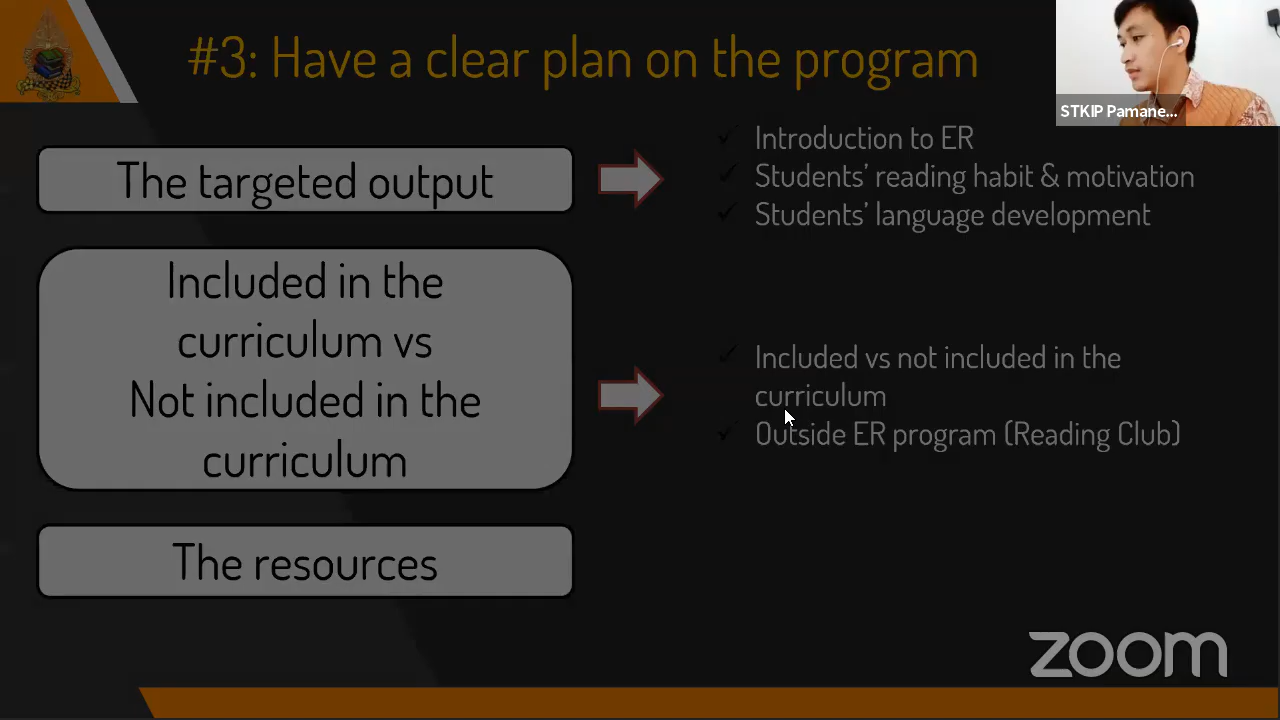 #3: Have a clear plan on the program
STKIP Pamane...
The targeted output
Introduction to ER
Students' reading habit & motivation
Students' language development
Included in the
curriculum vs
Not included in the
curriculum
Included vs not included in the
curriculum
Outside ER program (Reading Club)
The resources
zoom